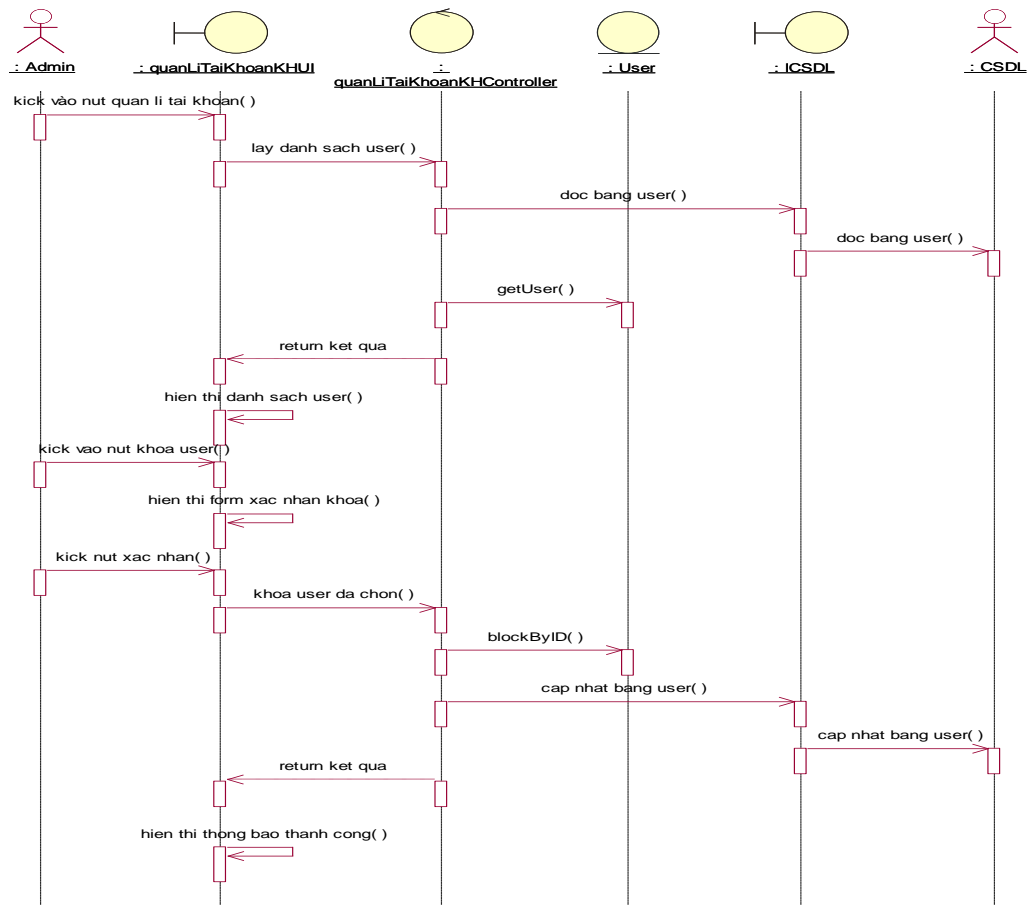 : Admin
: quanLiTaiKhoanKHUI
:
quanLiTaiKhoanKHController
: User
: ICSDL
: CSDL
kick vào nut quan li tai khoan( )
lay danh sach user( )
doc bang user( )
doc bang user( )
getUser( )
return ket qua
hien thi danh sach user( )
kick vao nut khoa user( )
hien thi form xac nhan khoa( )
kick nut xac nhan( )
khoa user da chon( )
blockByID( )
cap nhat bang user( )
cap nhat bang user( )
return ket qua
hien thi thong bao thanh cong( )